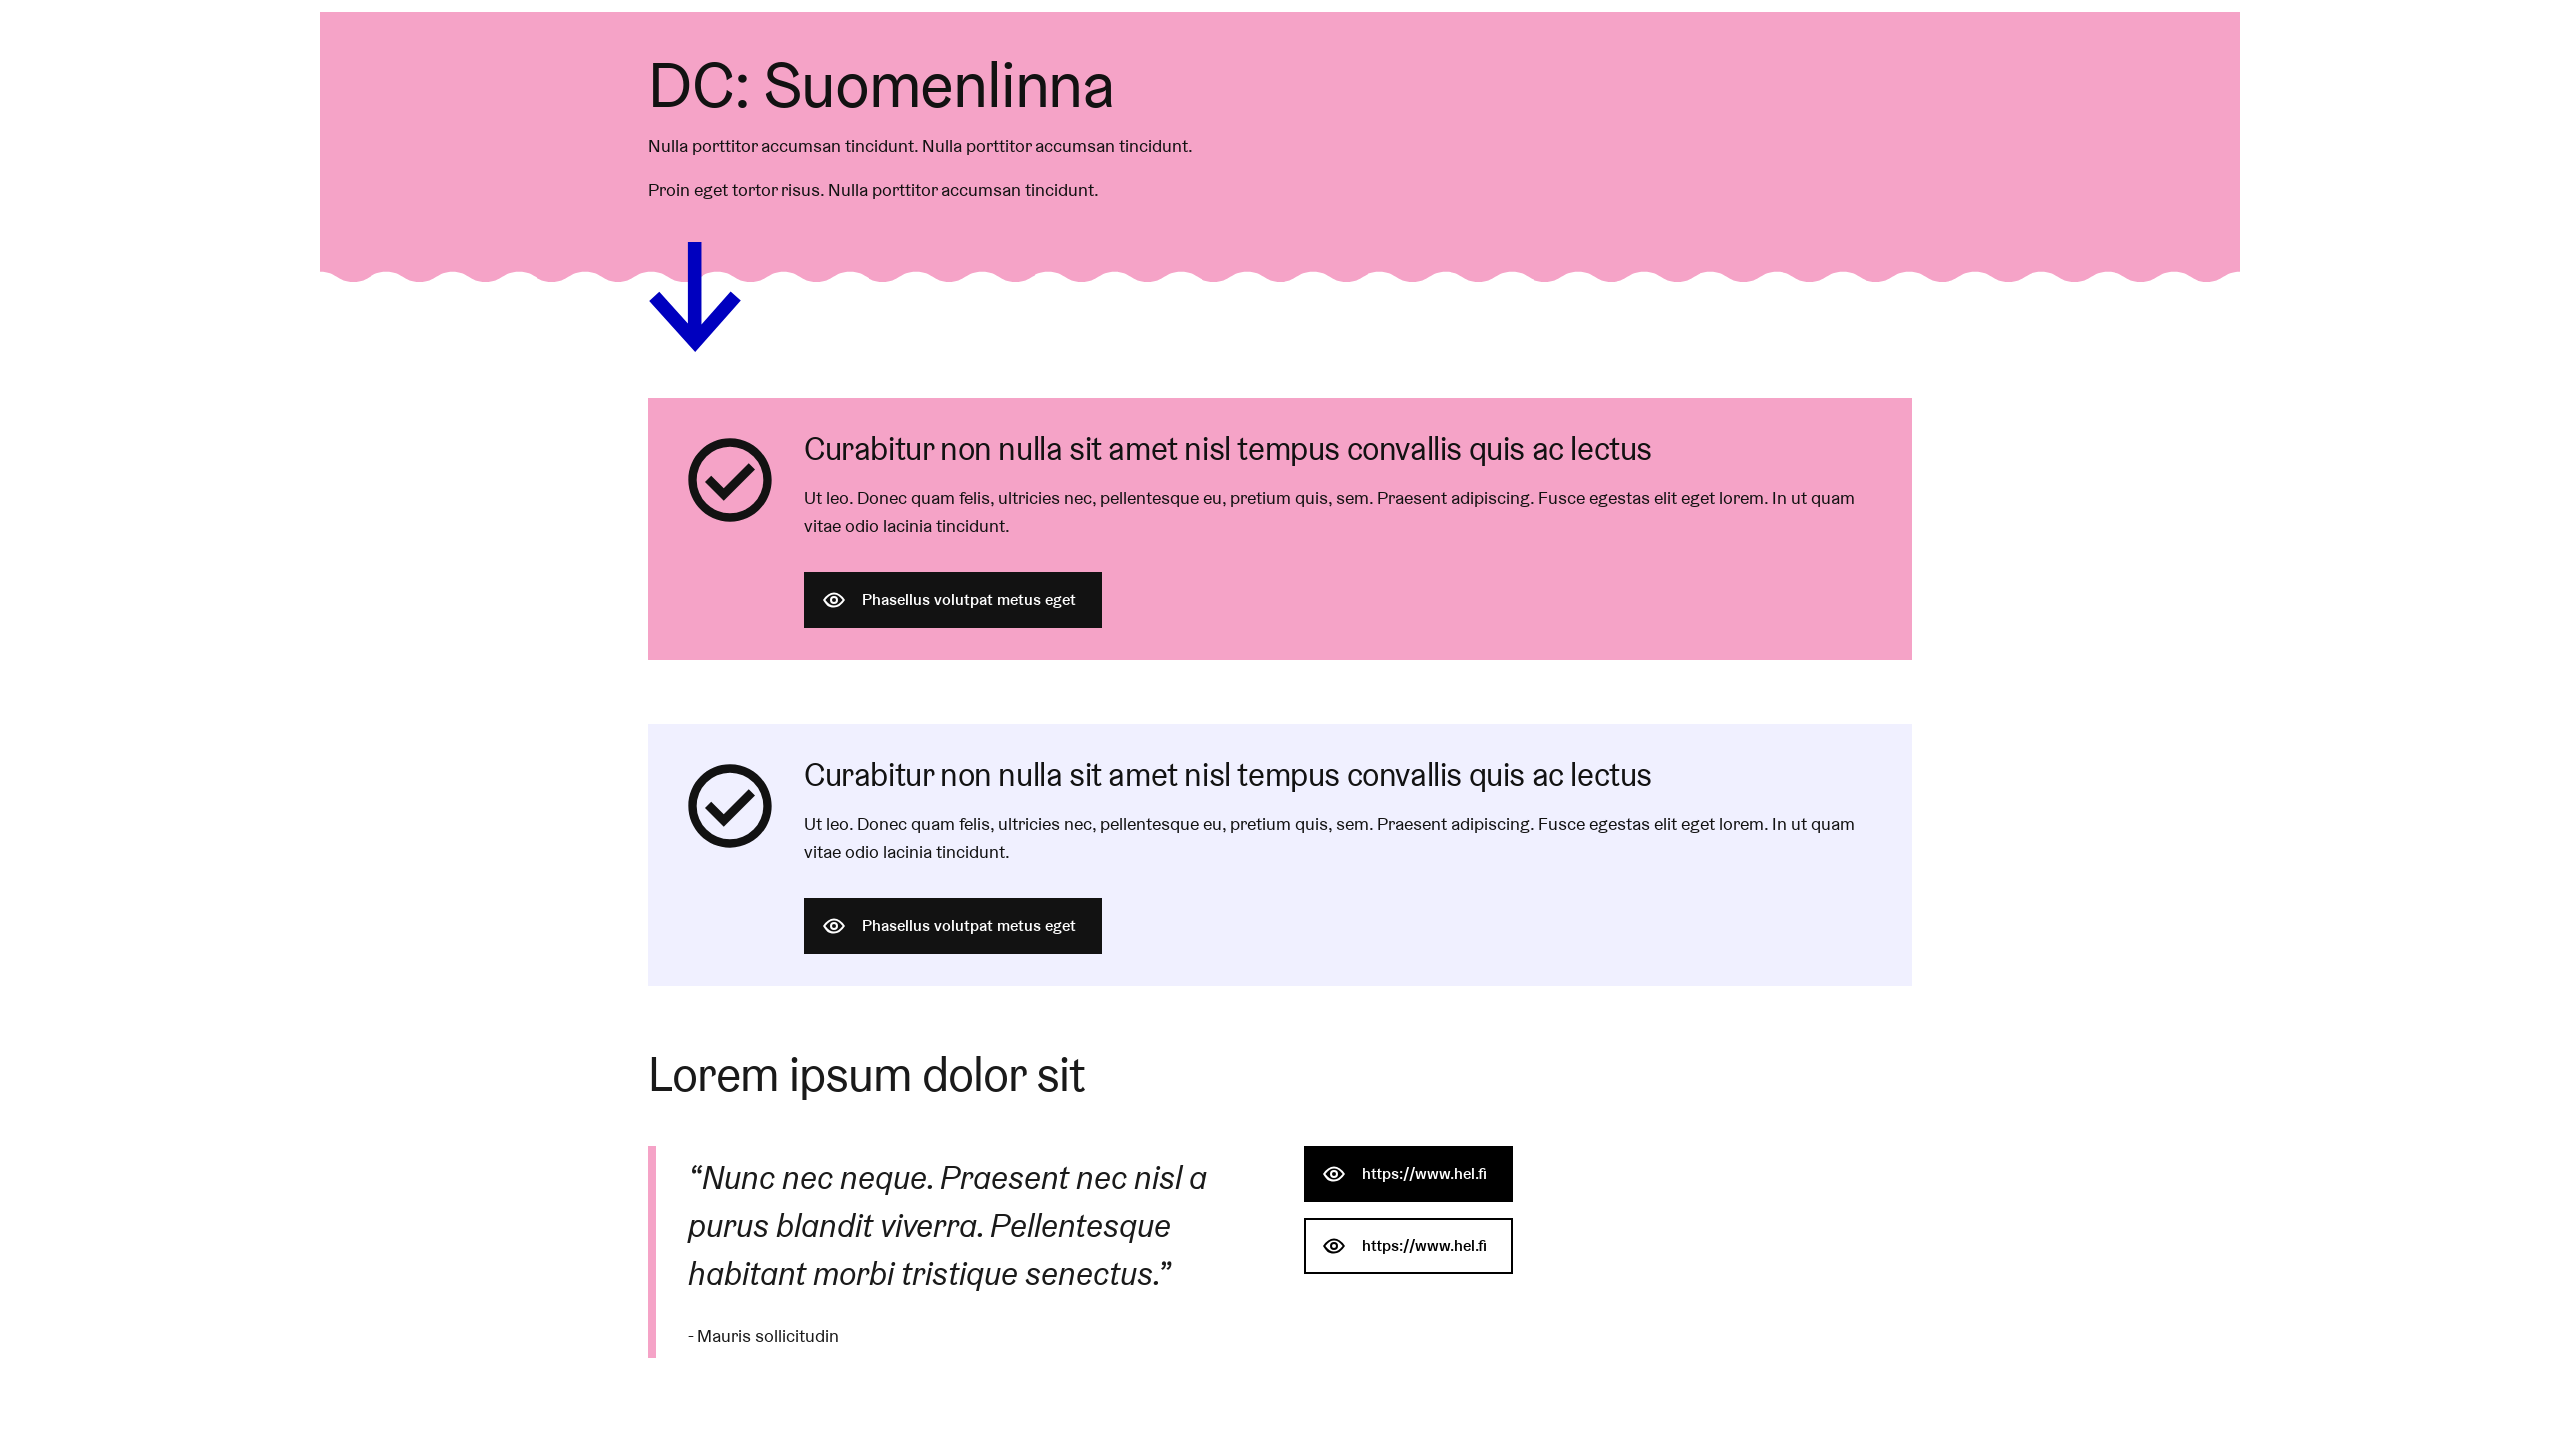 DC: Suomenlinna
Nulla porttitor accumsan tincidunt. Nulla porttitor accumsan tincidunt.
Proin eget tortor risus. Nulla porttitor accumsan tincidunt.
Curabitur non nulla sit amet nisl tempus convallis quis ac lectus
Ut leo. Donec quam felis, ultricies nec, pellentesque eu, pretium quis, sem. Praesent adipiscing. Fusce egestas elit eget lorem. In ut quam
vitae odio lacinia tincidunt.
Phasellus volutpat metus eget
Curabitur non nulla sit amet nisl tempus convallis quis ac lectus
Ut leo. Donec quam felis, ultricies nec, pellentesque eu, pretium quis, sem. Praesent adipiscing. Fusce egestas elit eget lorem. In ut quam
vitae odio lacinia tincidunt.
Phasellus volutpat metus eget
Lorem ipsum dolor sit
“Nunc nec neque. Praesent nec nisl a
purus blandit viverra. Pellentesque
habitant morbi tristique senectus.”
- Mauris sollicitudin
https://www.hel.fi
https://www.hel.fi